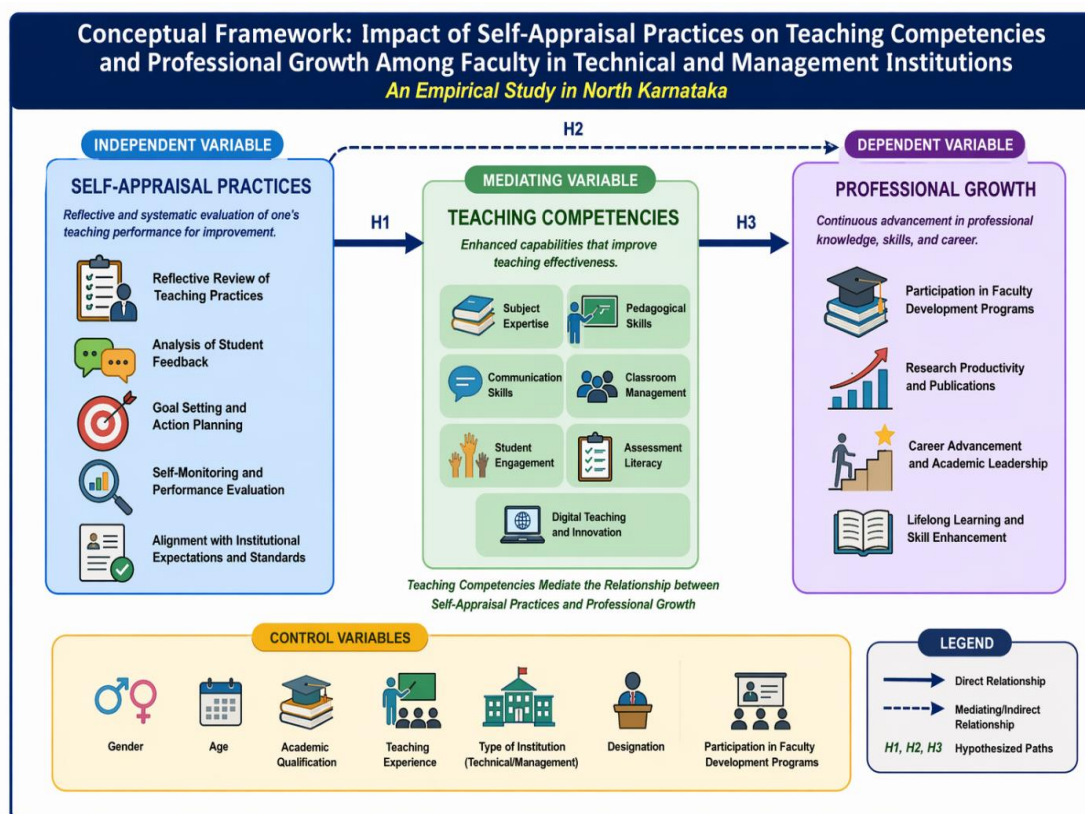 Conceptual Framework: Impact of Self-Appraisal Practices on Teaching Competencies
and Professional Growth Among Faculty in Technical and Management Institutions
An Empirical Study in North Karnataka
H2
INDEPENDENT VARIABLE
SELF-APPRAISAL PRACTICES
Reflective and systematic evaluation of one's
teaching performance for improvement.
Reflective Review of
Teaching Practices
Analysis of Student
Feedback
Goal Setting and
Action Planning
Self-Monitoring and
Performance Evaluation
Alignment with Institutional
Expectations and Standards
H1
MEDIATING VARIABLE
TEACHING COMPETENCIES
Enhanced capabilities that improve
teaching effectiveness.
Subject
Expertise
Pedagogical
Skills
Communication
Skills
Classroom
Management
Student
Engagement
Assessment
Literacy
Digital Teaching
and Innovation
Teaching Competencies Mediate the Relationship between
Self-Appraisal Practices and Professional Growth
H3
DEPENDENT VARIABLE
PROFESSIONAL GROWTH
Continuous advancement in professional
knowledge, skills, and career.
Participation in Faculty
Development Programs
Research Productivity
and Publications
Career Advancement
and Academic Leadership
Lifelong Learning and
Skill Enhancement
CONTROL VARIABLES
Gender
Age
Academic
Qualification
Teaching
Experience
Type of Institution
(Technical/Management)
Designation
Participation in Faculty
Development Programs
LEGEND
Direct Relationship
Mediating/Indirect
Relationship
H1, H2, H3 Hypothesized Paths